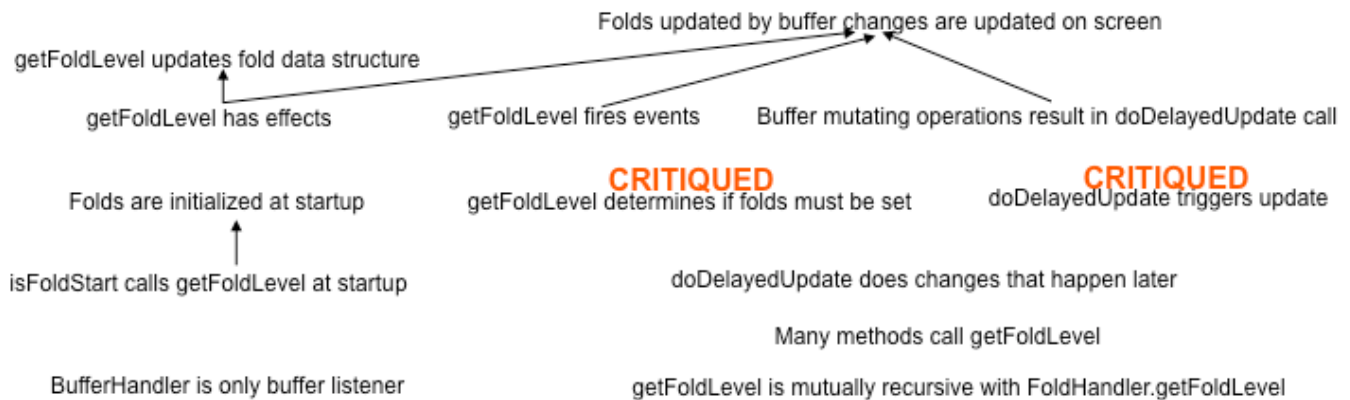 Folds updated by buffer changes are updated on screen
getFoldLevel updates fold data structure
getFoldLevel has effects
getFoldLevel fires events
Buffer mutating operations result in doDelayedUpdate call
CRITIQUED
CRITIQUED
Folds are initialized at startup
getFoldLevel determines if folds must be set
doDelayedUpdate triggers update
isFoldStart calls getFoldLevel at startup
doDelayedUpdate does changes that happen later
Many methods call getFoldLevel
BufferHandler is only buffer listener
getFoldLevel is mutually recursive with FoldHandler.getFoldLevel